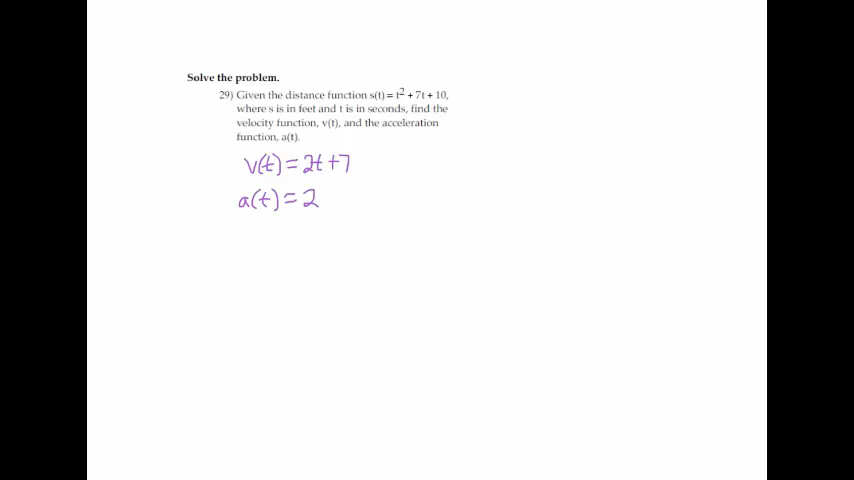 Solve the problem.
29) Given the distance function s(t) = t² + 7t + 10,
where s is in feet and t is in seconds, find the
velocity function, v(t), and the acceleration
function, a(t).
v(t) = 2t + 7
a(t) = 2